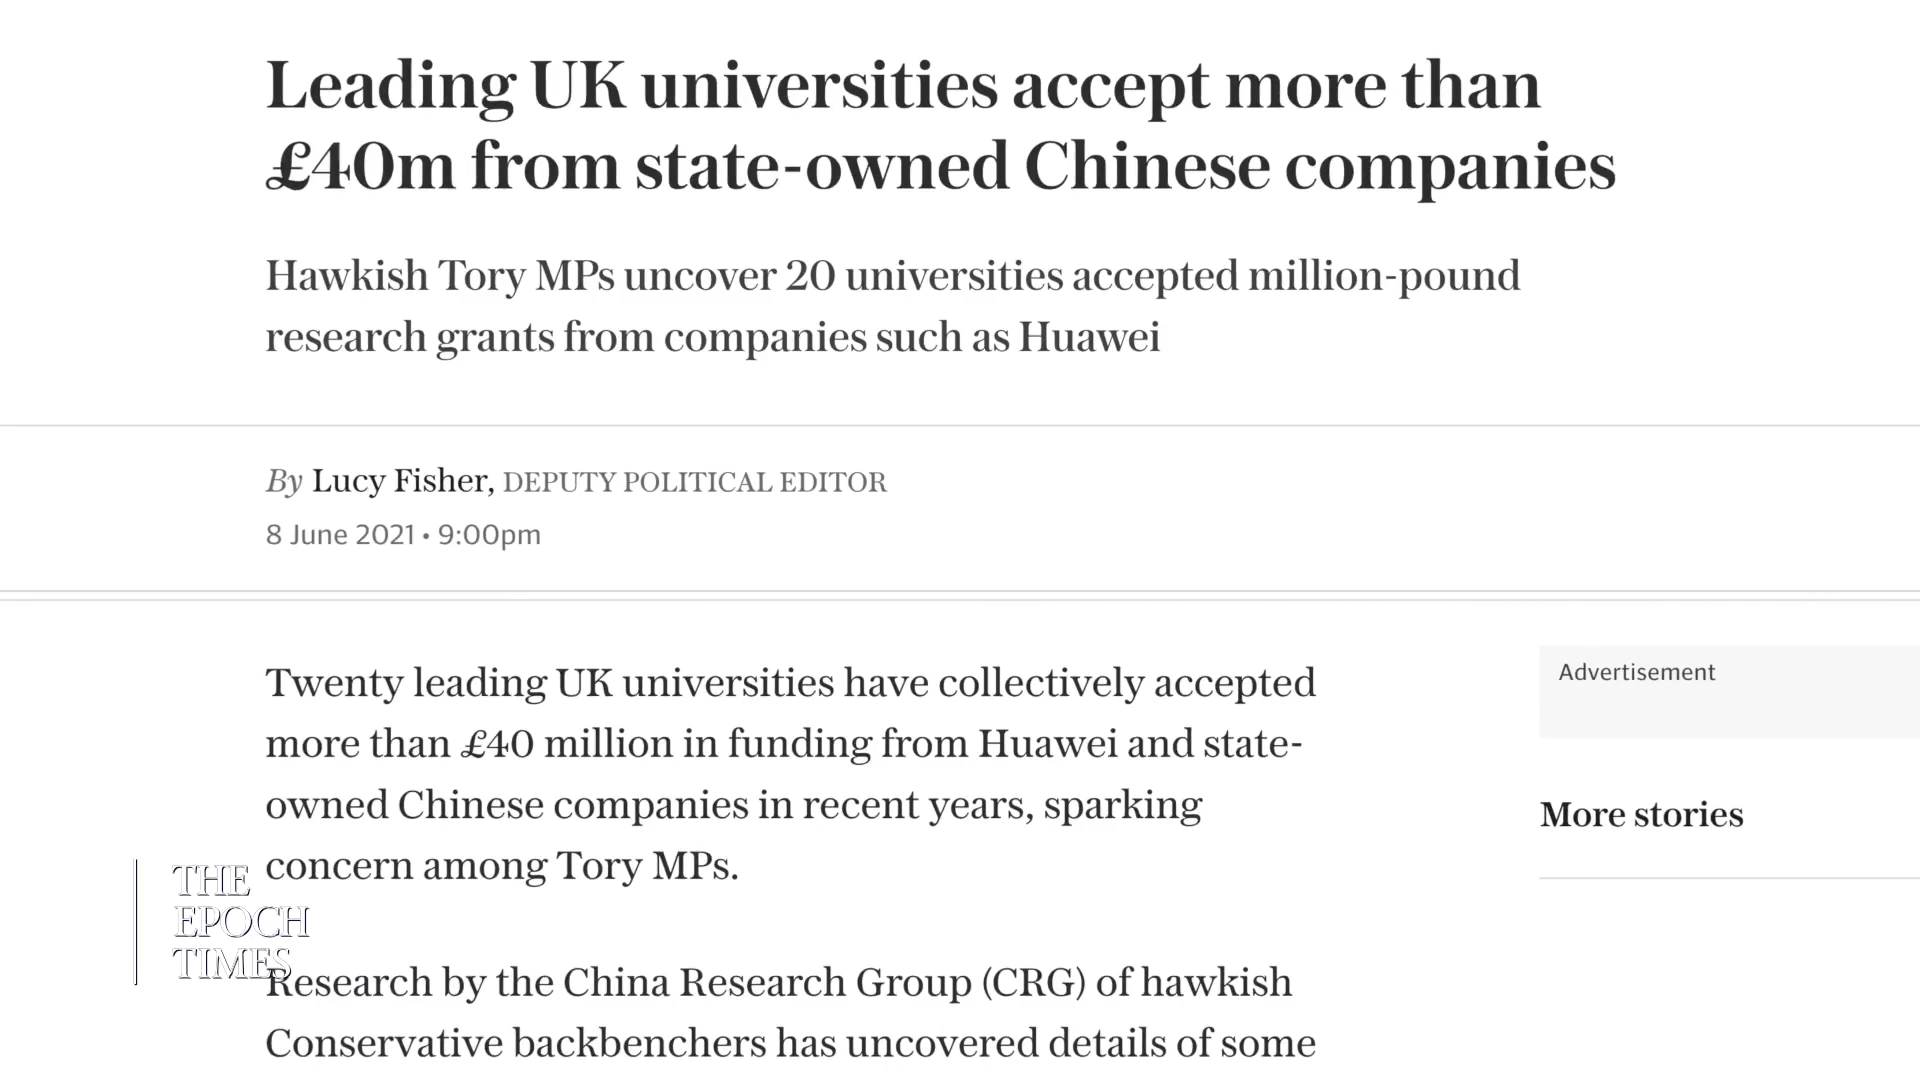 Leading UK universities accept more than
£40m from state-owned Chinese companies
Hawkish Tory MPs uncover 20 universities accepted million-pound
research grants from companies such as Huawei
By Lucy Fisher, DEPUTY POLITICAL EDITOR
8 June 2021 • 9:00pm
Twenty leading UK universities have collectively accepted
more than £40 million in funding from Huawei and state-
owned Chinese companies in recent years, sparking
concern among Tory MPs.
Research by the China Research Group (CRG) of hawkish
Conservative backbenchers has uncovered details of some
Advertisement
More stories
THE
EPOCH
TIMES